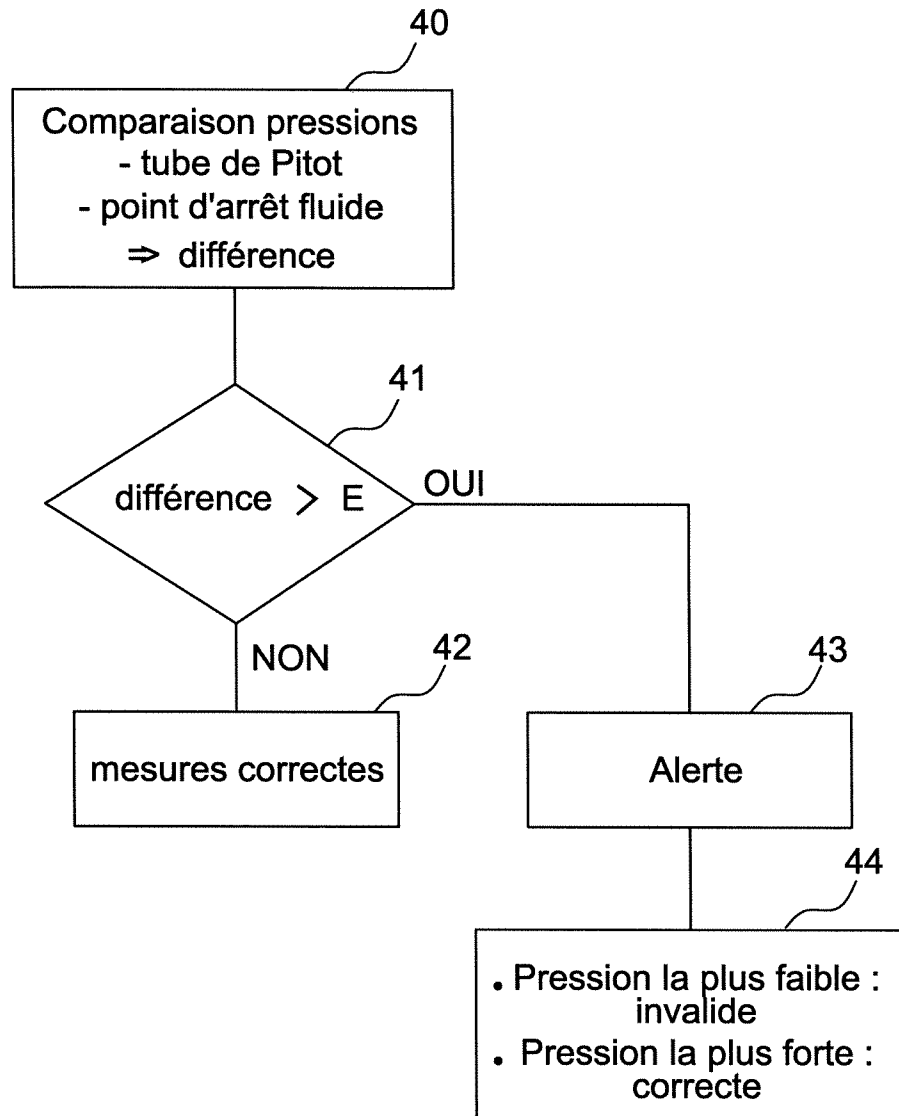 40
Comparaison pressions
- tube de Pitot
- point d'arrêt fluide
⇒ différence
41
différence > E
OUI
NON
42
mesures correctes
43
Alerte
44
. Pression la plus faible :
invalide
. Pression la plus forte :
correcte